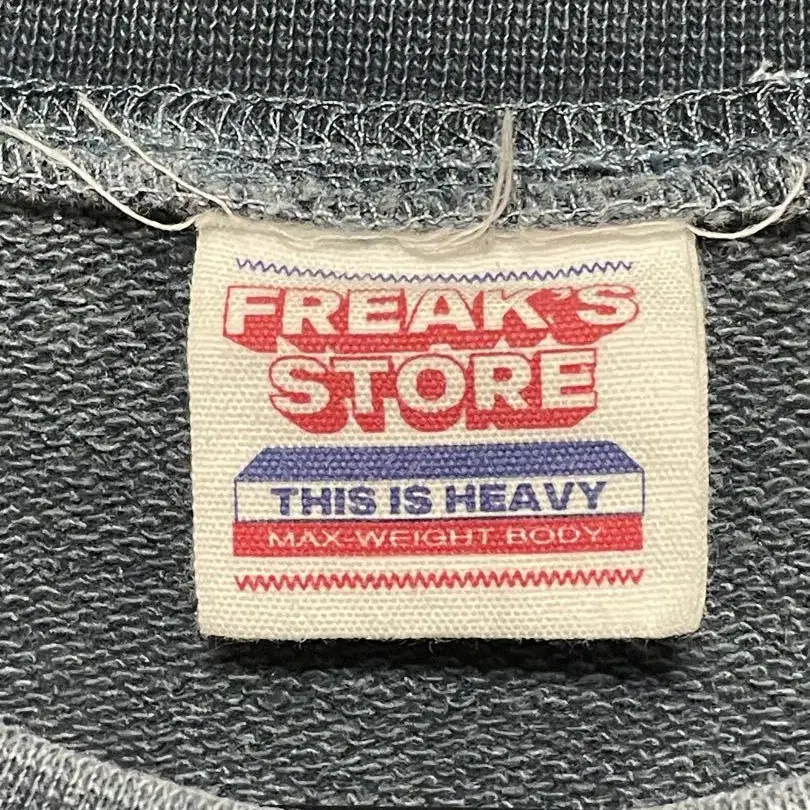 FREAK'S
STORE
THIS IS HEAVY
MAX-WEIGHT BODY